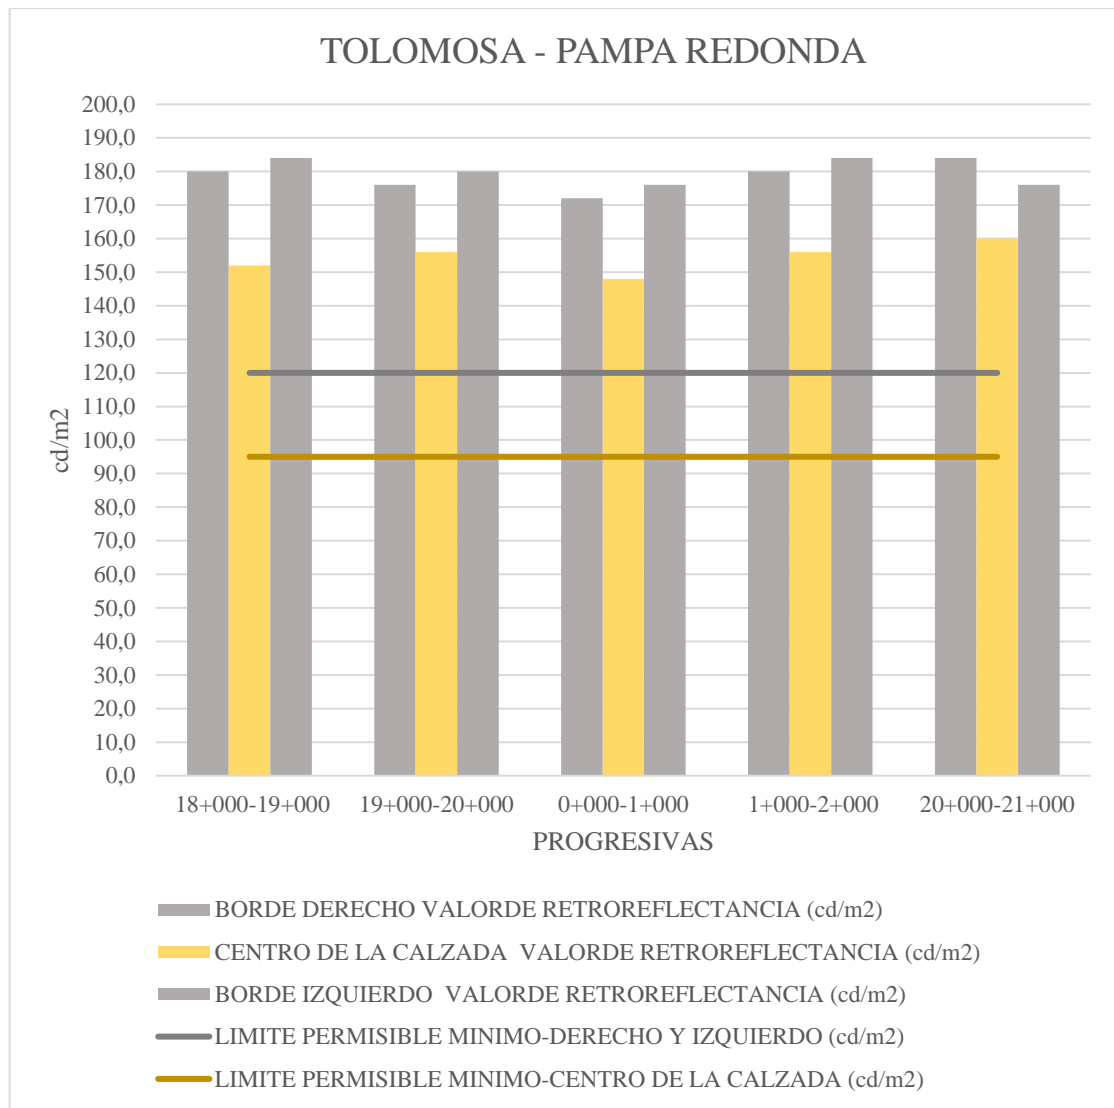 TOLOMOSA - PAMPA REDONDA
200,0
190,0
180,0
170,0
160,0
150,0
140,0
130,0
120,0
110,0
100,0
90,0
80,0
70,0
60,0
50,0
40,0
30,0
20,0
10,0
0,0
cd/m2
18+000-19+000 19+000-20+000 0+000-1+000 1+000-2+000 20+000-21+000
PROGRESIVAS
BORDE DERECHO VALORDE RETROREFLECTANCIA (cd/m2)
CENTRO DE LA CALZADA VALORDE RETROREFLECTANCIA (cd/m2)
BORDE IZQUIERDO VALORDE RETROREFLECTANCIA (cd/m2)
LIMITE PERMISIBLE MINIMO-DERECHO Y IZQUIERDO (cd/m2)
LIMITE PERMISIBLE MINIMO-CENTRO DE LA CALZADA (cd/m2)